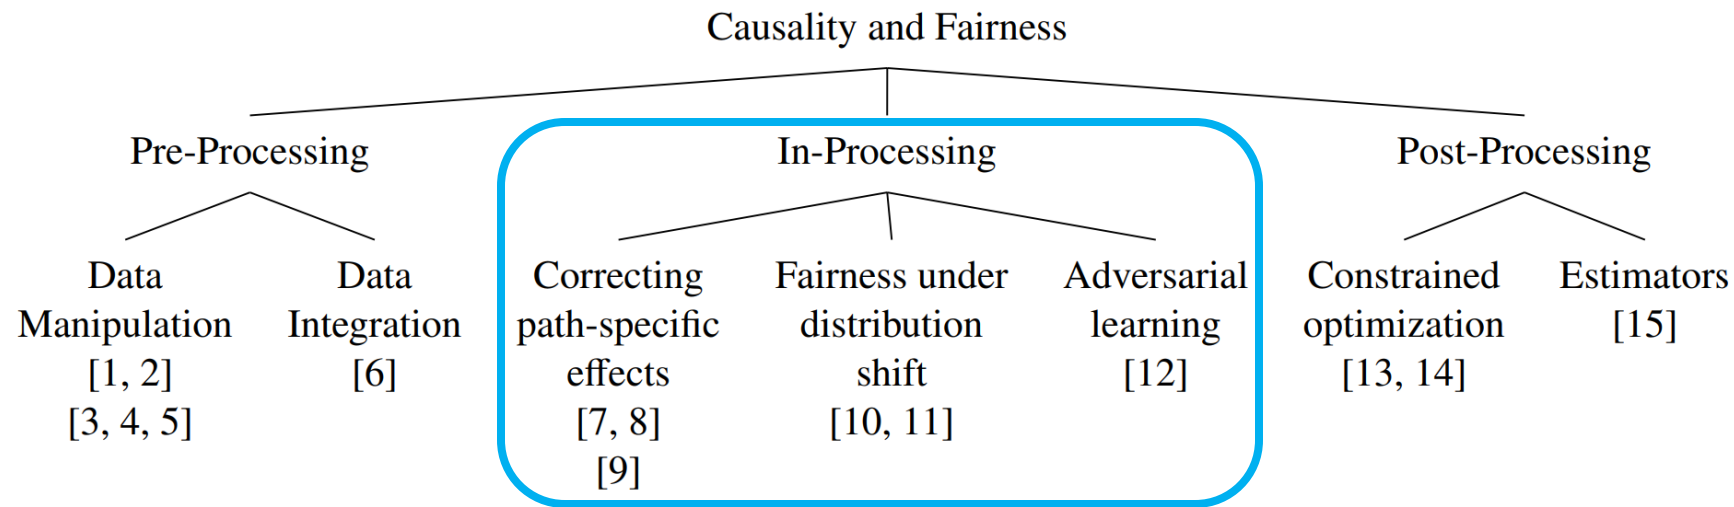 Causality and Fairness
Pre-Processing
In-Processing
Post-Processing
Data
Manipulation
[1, 2]
[3, 4, 5]
Data
Integration
[6]
Correcting
path-specific
effects
[7, 8]
[9]
Fairness under
distribution
shift
[10, 11]
Adversarial
learning
[12]
Constrained
optimization
[13, 14]
Estimators
[15]